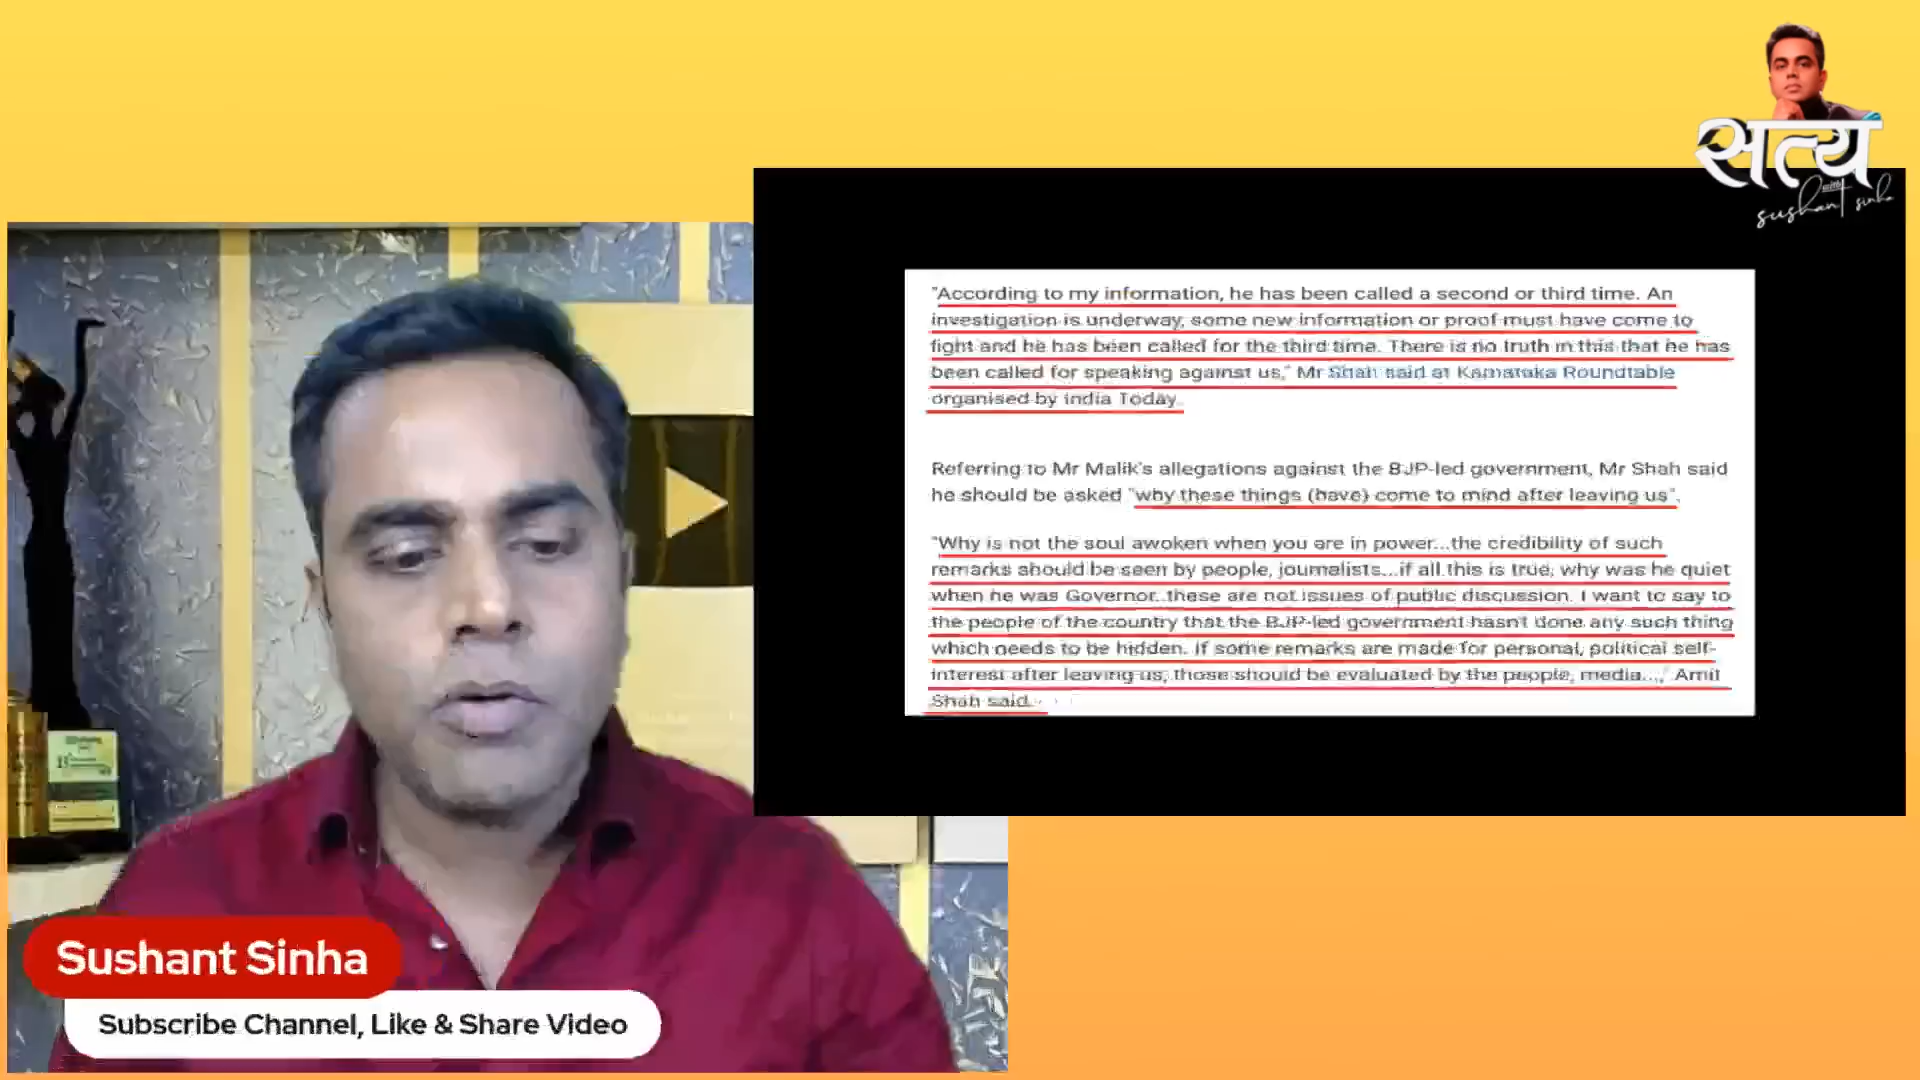 सत्य
with
sushant sinha
"According to my information, he has been called a second or third time. An
investigation is underway, some new information or proof must have come to
fight and he has been called for the third time. There is no truth in this that he has
been called for speaking against us," Mr Shah said at Karnataka Roundtable
organised by India Today.
Referring to Mr Malik's allegations against the BJP-led government, Mr Shah said
he should be asked "why these things (have) come to mind after leaving us".
"Why is not the soul awoken when you are in power...the credibility of such
remarks should be seen by people, journalists...if all this is true, why was he quiet
when he was Governor..these are not issues of public discussion. I want to say to
the people of the country that the BJP-led government hasn't done any such thing
which needs to be hidden. If some remarks are made for personal, political self-
interest after leaving us, those should be evaluated by the people, media...," Amit
Shah said.
Sushant Sinha
Subscribe Channel, Like & Share Video